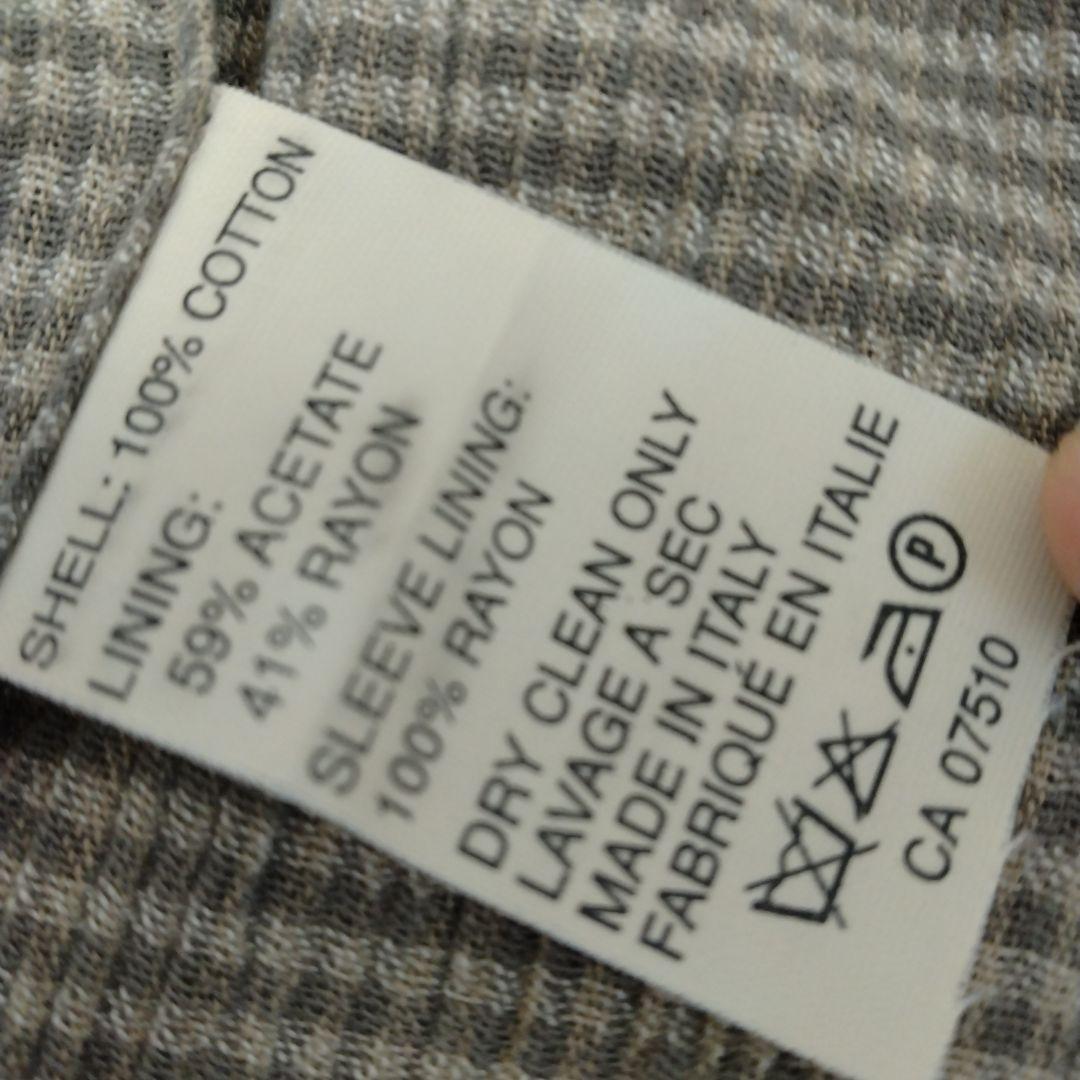 SHELL: 100% COTTON
LINING:
59% ACETATE
41% RAYON
SLEEVE LINING:
100% RAYON
DRY CLEAN ONLY
LAVAGE A SEC
MADE IN ITALY
FABRIQUÉ EN ITALIE
P
CA 07510